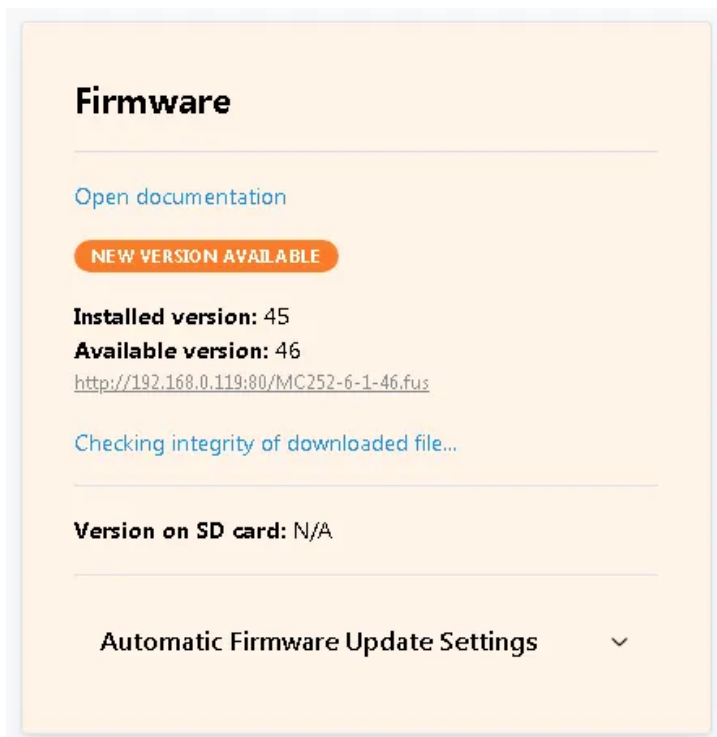 Firmware
Open documentation
NEW VERSION AVAILABLE
Installed version: 45
Available version: 46
http://192.168.0.119:80/MC252-6-1-46.fus
Checking integrity of downloaded file...
Version on SD card: N/A
Automatic Firmware Update Settings